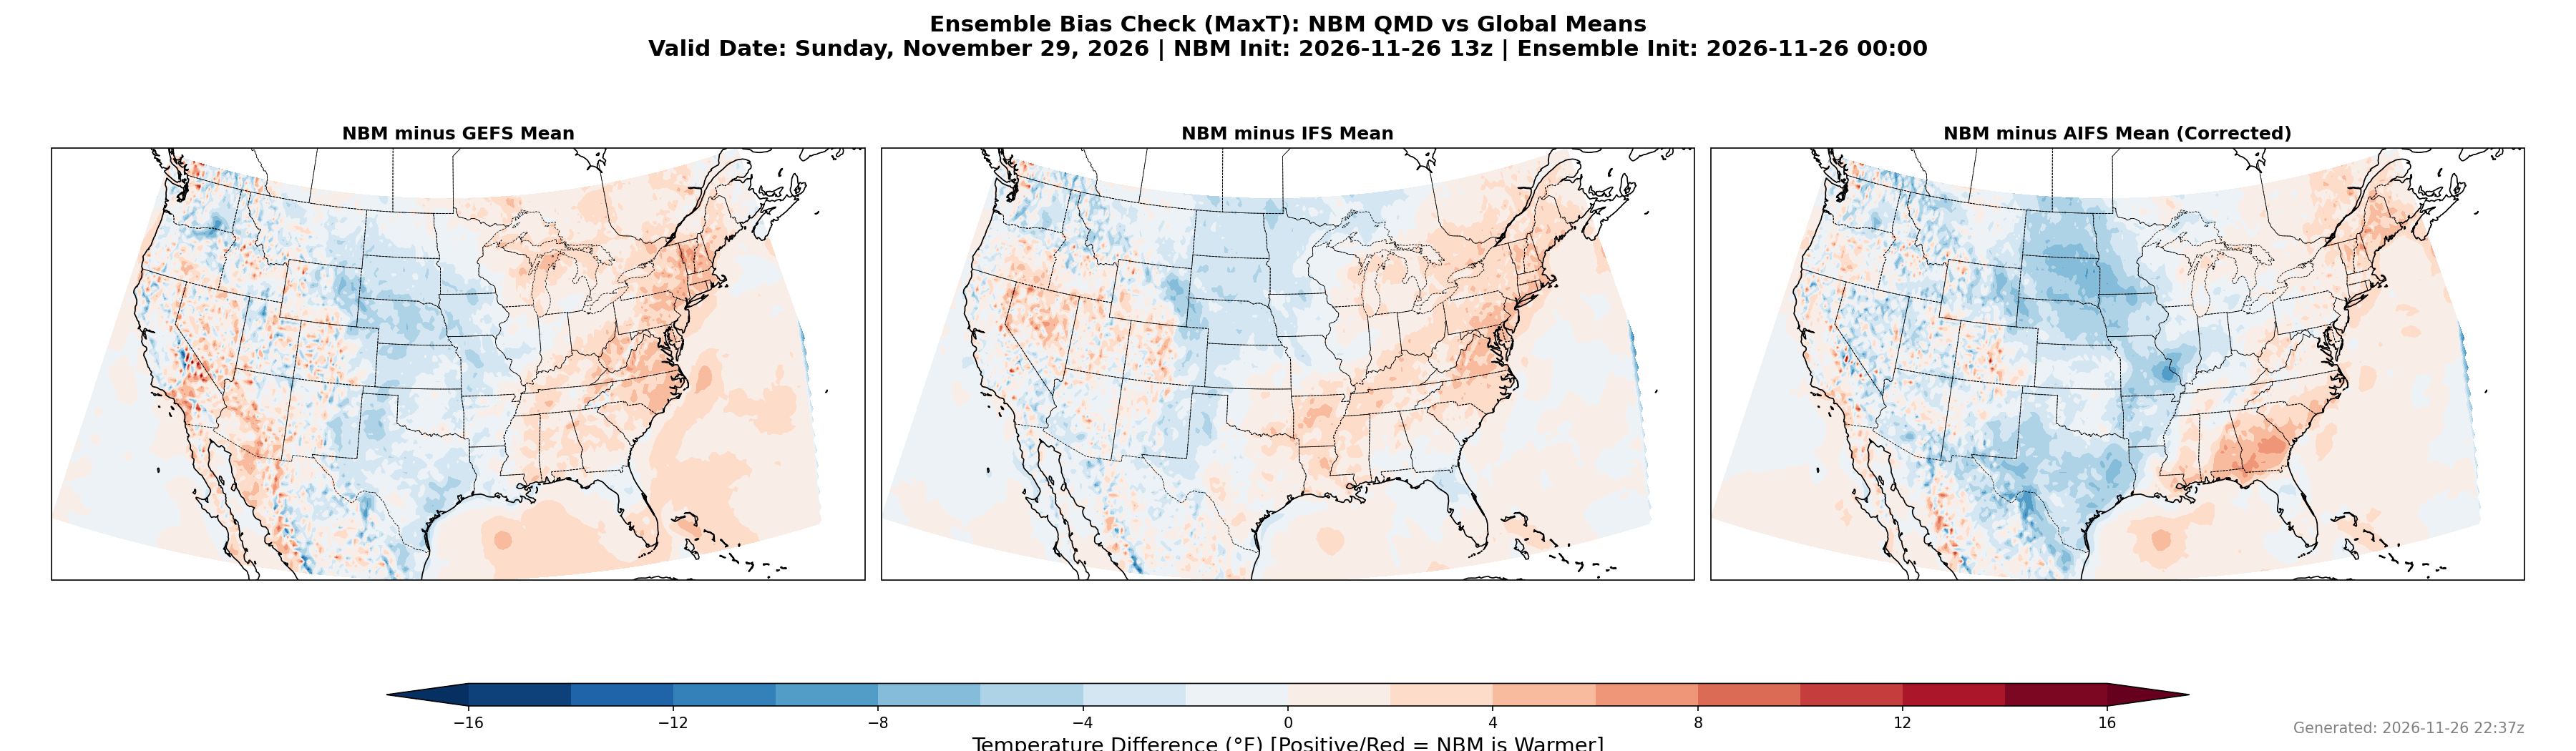 Ensemble Bias Check (MaxT): NBM QMD vs Global Means
Valid Date: Sunday, November 29, 2026 | NBM Init: 2026-11-26 13z | Ensemble Init: 2026-11-26 00:00
NBM minus GEFS Mean
NBM minus IFS Mean
NBM minus AIFS Mean (Corrected)
−16 −12 −8 −4 0 4 8 12 16
Temperature Difference (°F) [Positive/Red = NBM is Warmer]
Generated: 2026-11-26 22:37z